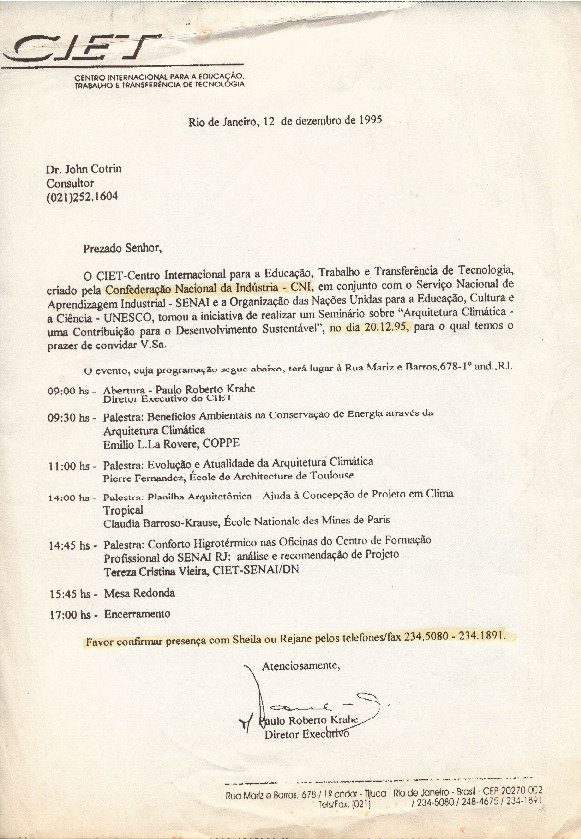 CIET
CENTRO INTERNACIONAL PARA A EDUCAÇÃO,
TRABALHO E TRANSFERÊNCIA DE TECNOLOGIA
Rio de Janeiro, 12 de dezembro de 1995
Dr. John Cotrin
Consultor
(021)252.1604
Prezado Senhor,
O CIET-Centro Internacional para a Educação, Trabalho e Transferência de Tecnologia,
criado pela Confederação Nacional da Indústria - CNI, em conjunto com o Serviço Nacional de
Aprendizagem Industrial - SENAI e a Organização das Nações Unidas para a Educação, Cultura e
a Ciência - UNESCO, tomou a iniciativa de realizar um Seminário sobre "Arquitetura Climática -
uma Contribuição para o Desenvolvimento Sustentável", no dia 20.12.95, para o qual temos o
prazer de convidar V.Sa.
O evento, cuja programação segue abaixo, terá lugar à Rua Mariz e Barros,678-1º and.,RJ.
09:00 hs - Abertura - Paulo Roberto Krahe
Diretor Executivo do CIET
09:30 hs - Palestra: Benefícios Ambientais na Conservação de Energia através da
Arquitetura Climática
Emilio L.La Rovere, COPPE
11:00 hs - Palestra: Evolução e Atualidade da Arquitetura Climática
Pierre Fernandez, École de Architecture de Toulouse
14:00 hs - Palestra: Planilha Arquitetônica - Ajuda à Concepção de Projeto em Clima
Tropical
Claudia Barroso-Krause, École Nationale des Mines de Paris
14:45 hs - Palestra: Conforto Higrotérmico nas Oficinas do Centro de Formação
Profissional do SENAI RJ: análise e recomendação de Projeto
Tereza Cristina Vieira, CIET-SENAI/DN
15:45 hs - Mesa Redonda
17:00 hs - Encerramento
Favor confirmar presença com Sheila ou Rejane pelos telefones/fax 234.5080 - 234.1891.
Atenciosamente,
Paulo Roberto Krahe
Diretor Executivo
Rua Mariz e Barros, 678 / 1º andar - Tijuca - Rio de Janeiro - Brasil - CEP 20270-002
Tels/Fax: (021) / 234-5080 / 248-4675 / 234-1891